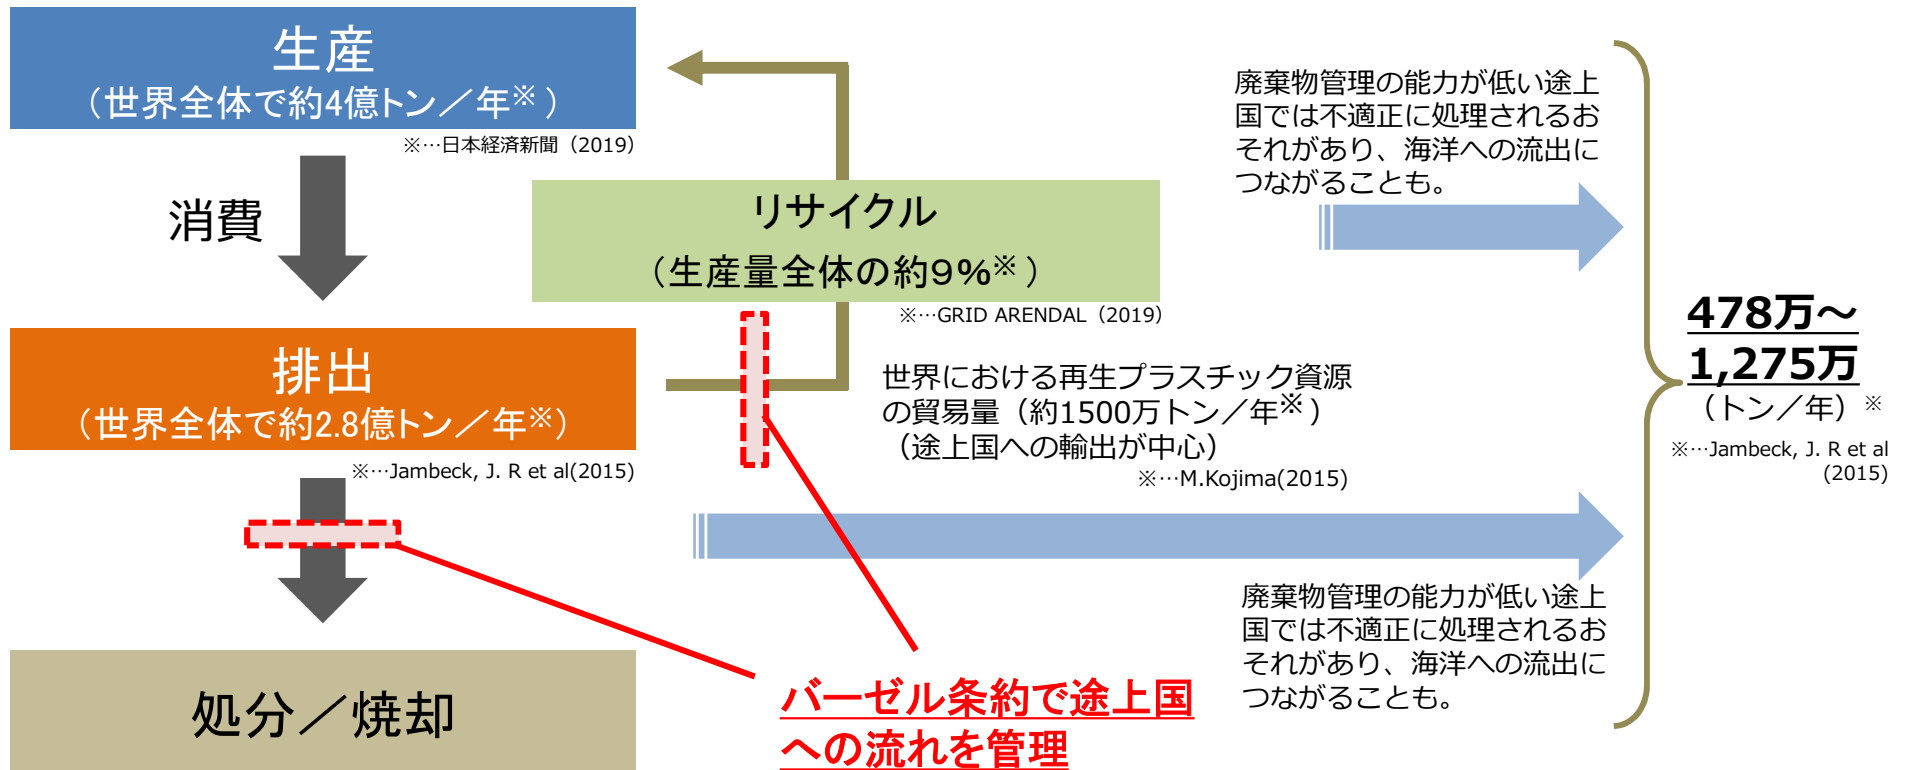 生産
（世界全体で約4億トン／年※）
※…日本経済新聞（2019）
消費
リサイクル
（生産量全体の約９%※）
※…GRID ARENDAL（2019）
排出
（世界全体で約2.8億トン／年※）
※…Jambeck, J. R et al(2015)
世界における再生プラスチック資源
の貿易量（約1500万トン／年※）
（途上国への輸出が中心）
※…M.Kojima(2015)
処分／焼却
バーゼル条約で途上国
への流れを管理
廃棄物管理の能力が低い途上
国では不適正に処理されるお
それがあり、海洋への流出に
つながることも。
廃棄物管理の能力が低い途上
国では不適正に処理されるお
それがあり、海洋への流出に
つながることも。
478万～
1,275万
（トン／年）※
※…Jambeck, J. R et al
(2015)